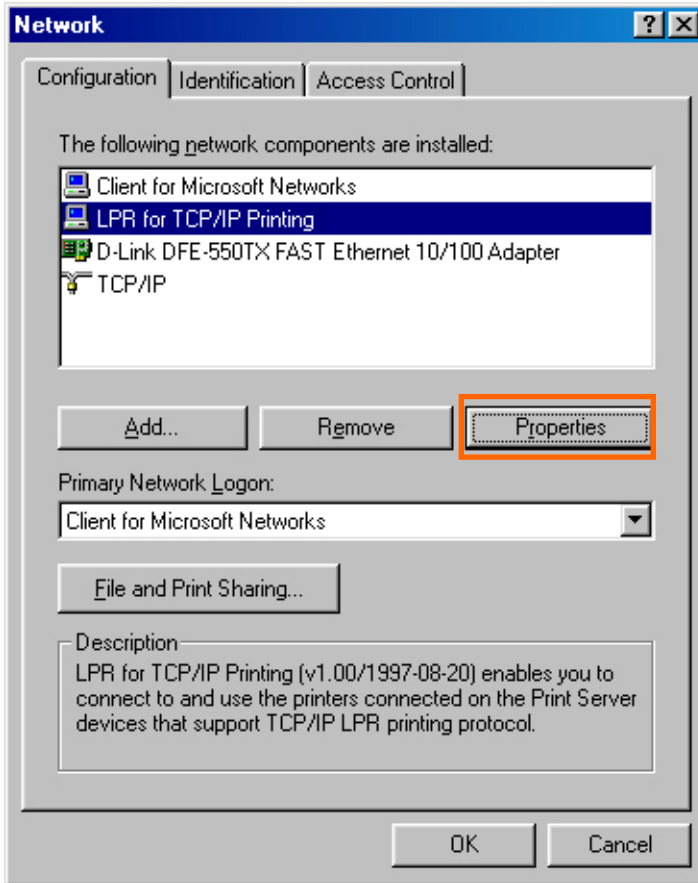 Network
Configuration
Identification
Access Control
The following network components are installed:
Client for Microsoft Networks
LPR for TCP/IP Printing
D-Link DFE-550TX FAST Ethernet 10/100 Adapter
TCP/IP
Add...
Remove
Properties
Primary Network Logon:
Client for Microsoft Networks
File and Print Sharing...
Description
LPR for TCP/IP Printing (v1.00/1997-08-20) enables you to
connect to and use the printers connected on the Print Server
devices that support TCP/IP LPR printing protocol.
OK
Cancel